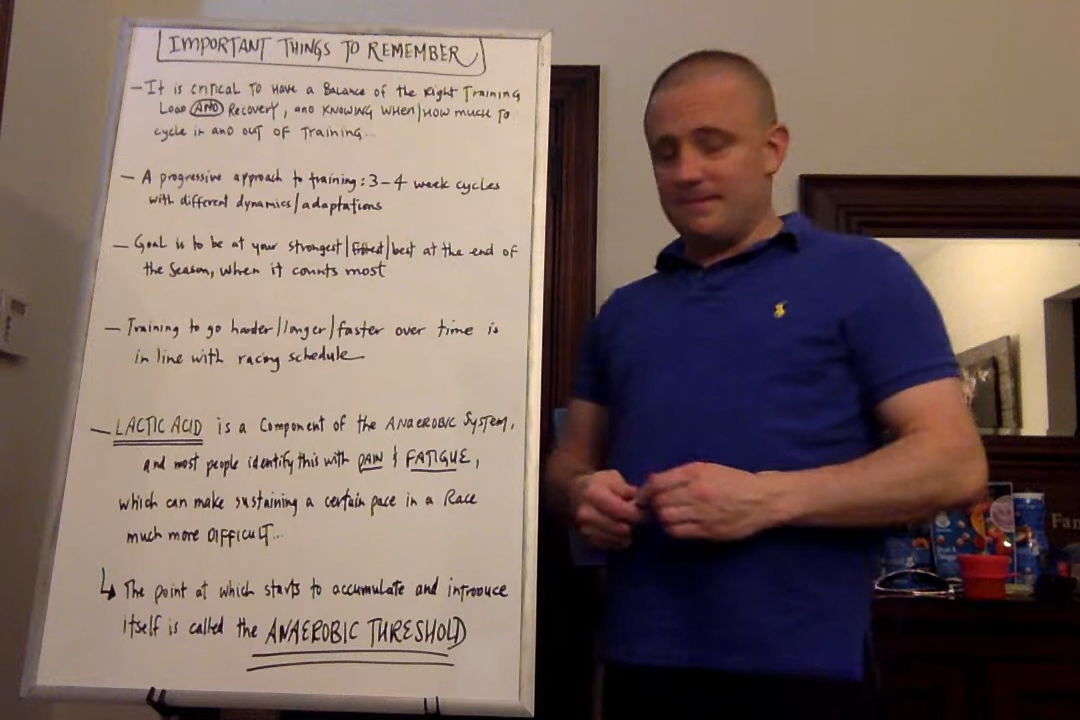 IMPORTANT THINGS TO REMEMBER
- It is critical to have a Balance of the Right Training
Load AND Recovery, and KNOWING WHEN/HOW much to
cycle in and out of Training...
- A progressive approach to training: 3-4 week cycles
with different dynamics/adaptations
- Goal is to be at your strongest/fittest/best at the end of
the season, when it counts most
- Training to go harder/longer/faster over time is
in line with racing schedule
- LACTIC ACID is a component of the ANAEROBIC System,
and most people identify this with PAIN & FATIGUE,
which can make sustaining a certain pace in a Race
much more DIFFICULT...
↳ The point at which starts to accumulate and introduce
itself is called the ANAEROBIC THRESHOLD
Fam